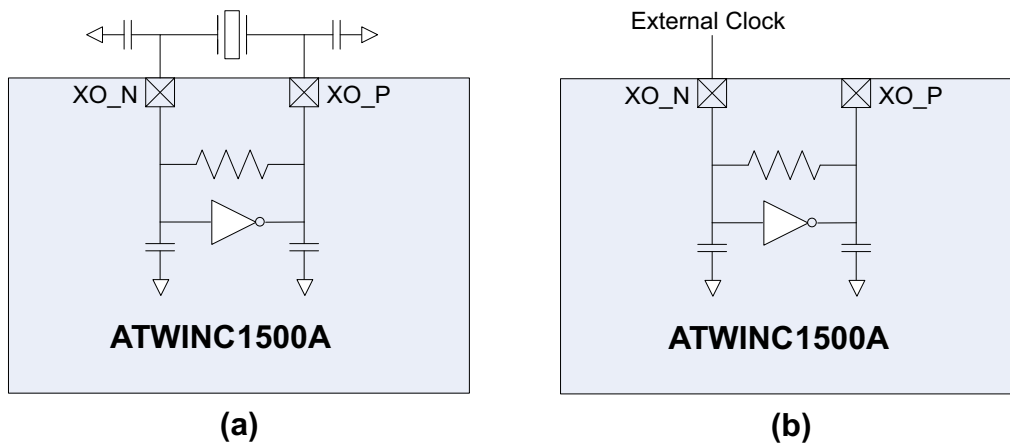 External Clock
XO_N
XO_P
XO_N
XO_P
ATWINC1500A
ATWINC1500A
(a)
(b)